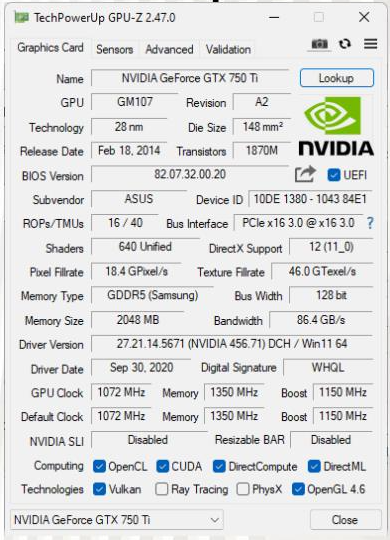 TechPowerUp GPU-Z 2.47.0
Graphics Card Sensors Advanced Validation
Name NVIDIA GeForce GTX 750 Ti Lookup
GPU GM107 Revision A2
Technology 28 nm Die Size 148 mm²
Release Date Feb 18, 2014 Transistors 1870M
NVIDIA
BIOS Version 82.07.32.00.20 UEFI
Subvendor ASUS Device ID 10DE 1380 - 1043 84E1
ROPs/TMUs 16 / 40 Bus Interface PCIe x16 3.0 @ x16 3.0 ?
Shaders 640 Unified DirectX Support 12 (11_0)
Pixel Fillrate 18.4 GPixel/s Texture Fillrate 46.0 GTexel/s
Memory Type GDDR5 (Samsung) Bus Width 128 bit
Memory Size 2048 MB Bandwidth 86.4 GB/s
Driver Version 27.21.14.5671 (NVIDIA 456.71) DCH / Win11 64
Driver Date Sep 30, 2020 Digital Signature WHQL
GPU Clock 1072 MHz Memory 1350 MHz Boost 1150 MHz
Default Clock 1072 MHz Memory 1350 MHz Boost 1150 MHz
NVIDIA SLI Disabled Resizable BAR Disabled
Computing OpenCL CUDA DirectCompute DirectML
Technologies Vulkan Ray Tracing PhysX OpenGL 4.6
NVIDIA GeForce GTX 750 Ti Close